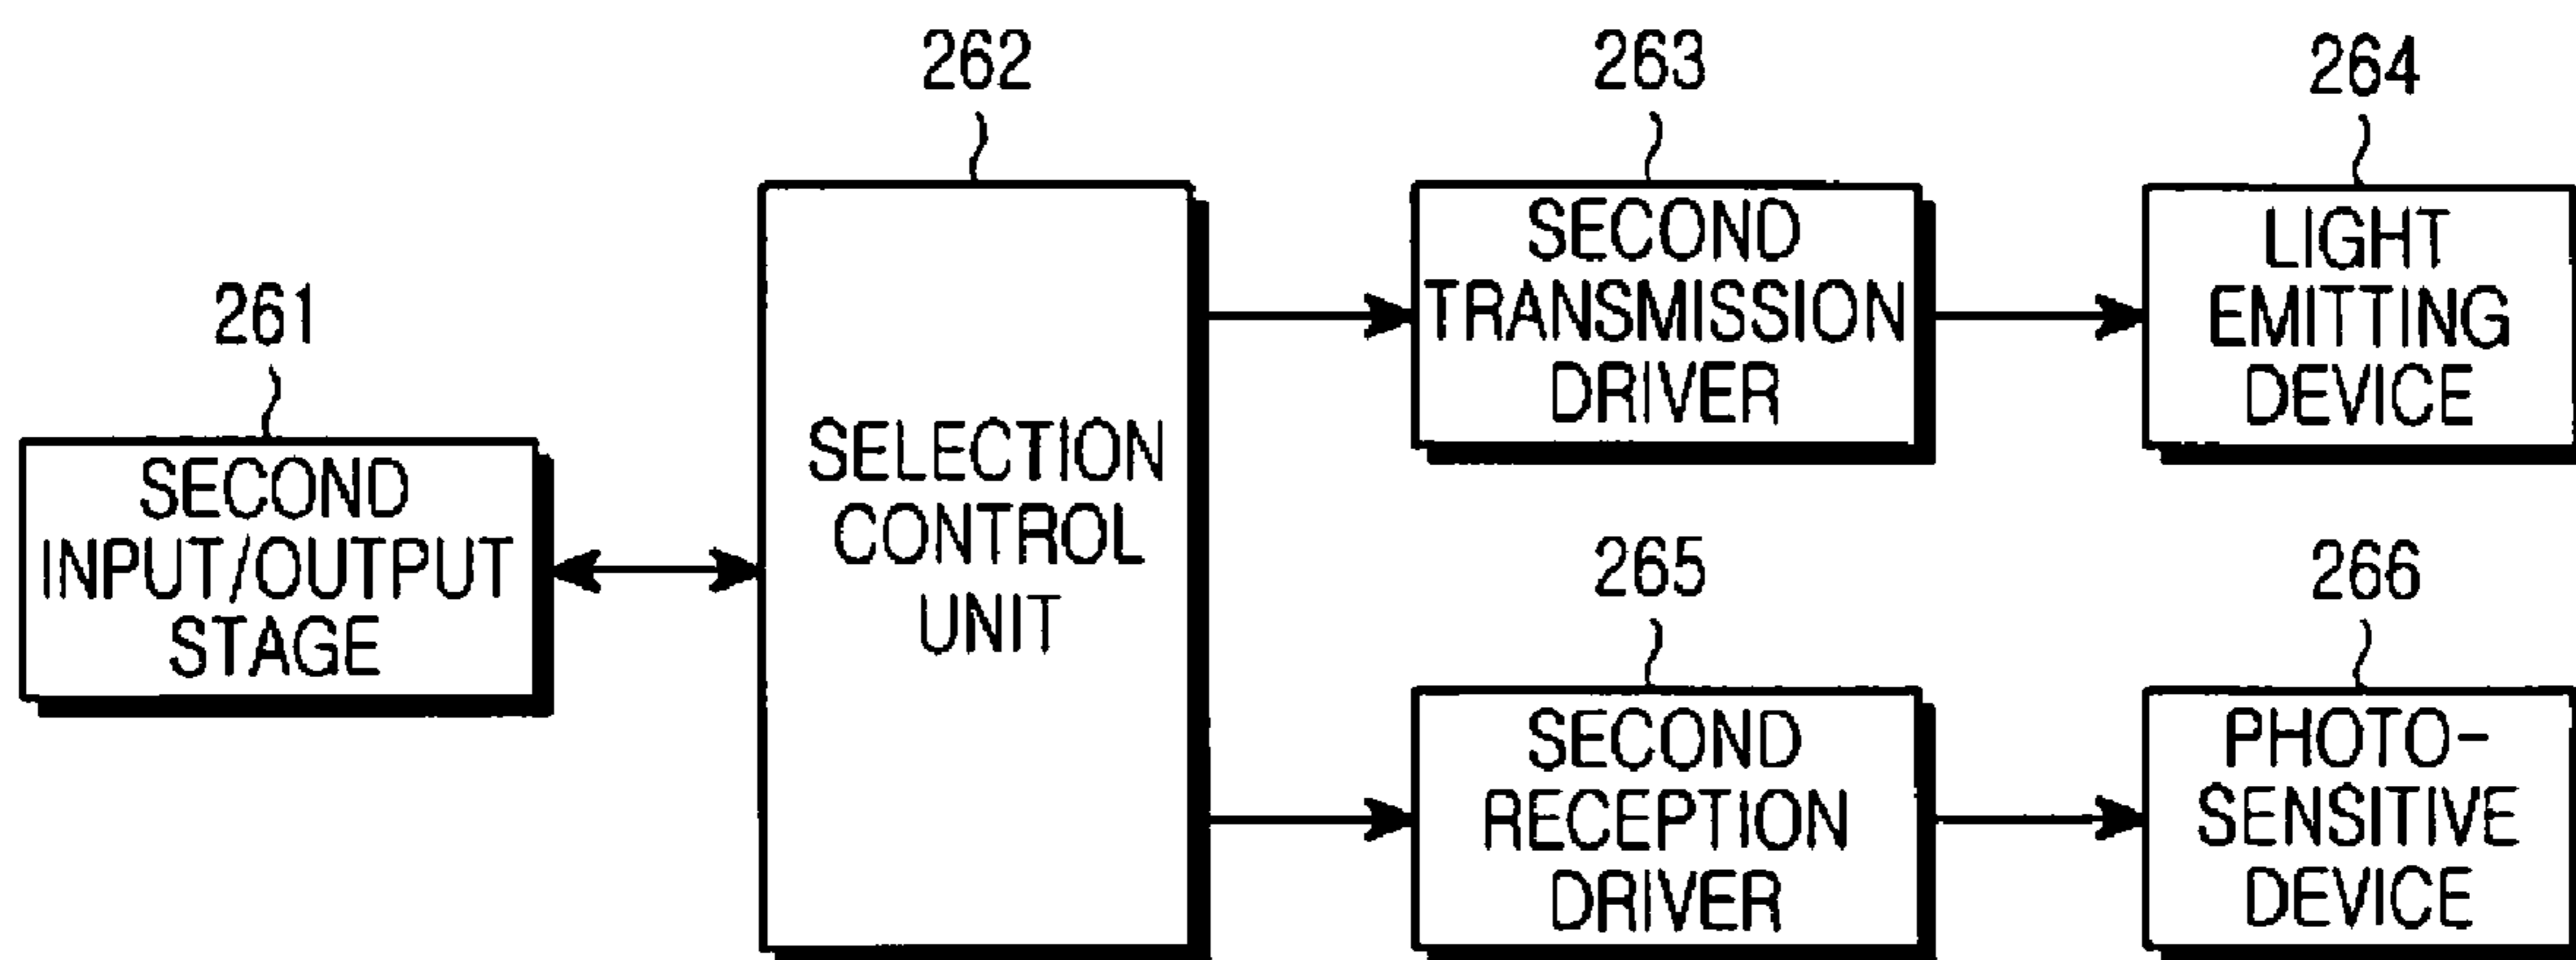 261
SECOND
INPUT/OUTPUT
STAGE
262
SELECTION
CONTROL
UNIT
263
SECOND
TRANSMISSION
DRIVER
264
LIGHT
EMITTING
DEVICE
265
SECOND
RECEPTION
DRIVER
266
PHOTO-
SENSITIVE
DEVICE